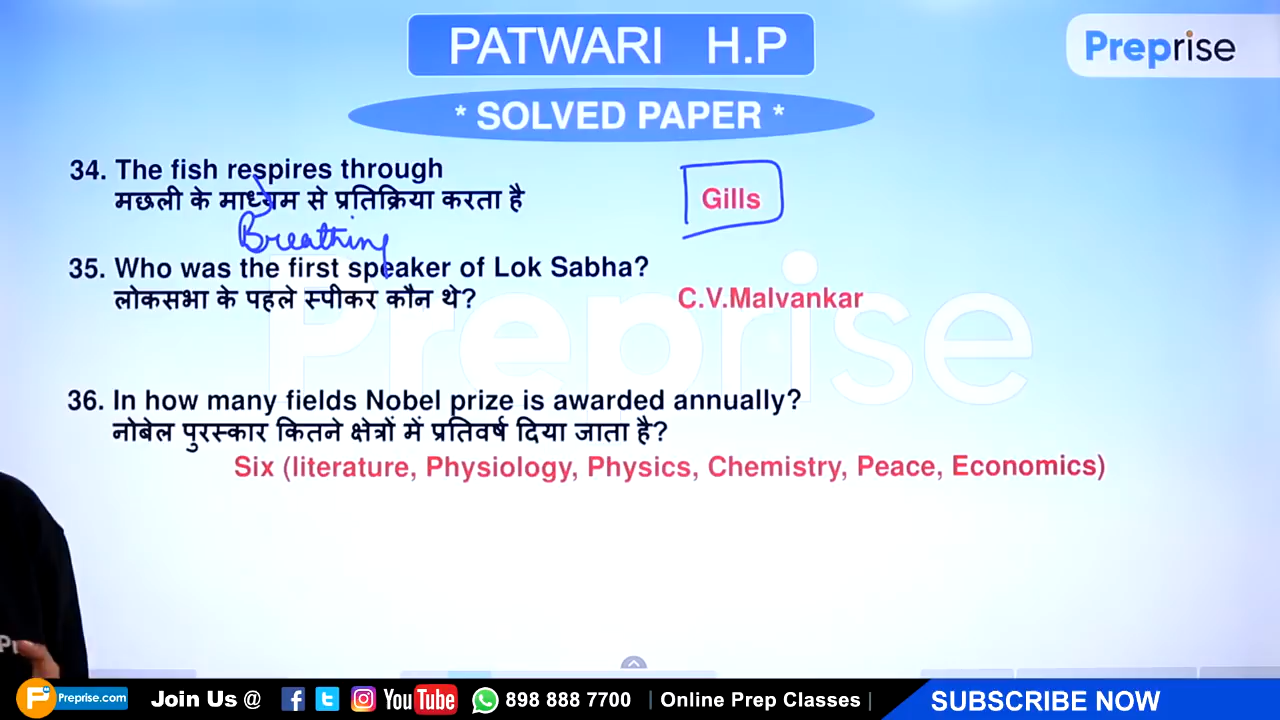 PATWARI H.P
Preprise
* SOLVED PAPER *
34. The fish respires through
मछली के माध्यम से प्रतिक्रिया करता है
Gills
Breathing
35. Who was the first speaker of Lok Sabha?
लोकसभा के पहले स्पीकर कौन थे?
C.V.Malvankar
Preprise
36. In how many fields Nobel prize is awarded annually?
नोबेल पुरस्कार कितने क्षेत्रों में प्रतिवर्ष दिया जाता है?
Six (literature, Physiology, Physics, Chemistry, Peace, Economics)
Preprise.com Join Us @ YouTube 898 888 7700 | Online Prep Classes | SUBSCRIBE NOW